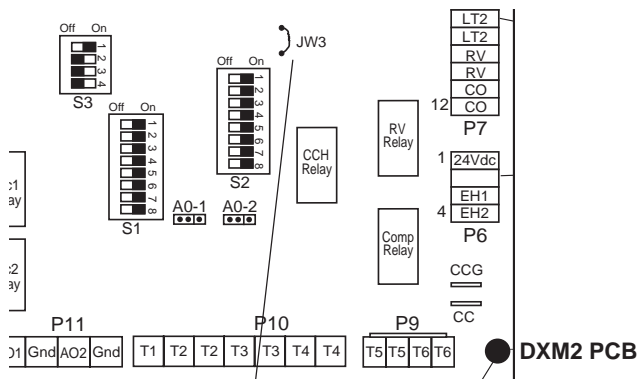 Off On
1
2
3
4
S3
Off On
1
2
3
4
5
6
7
8
S1
Off On
1
2
3
4
5
6
7
8
S2
JW3
A0-1
A0-2
CCH
Relay
RV
Relay
Comp
Relay
LT2
LT2
RV
RV
CO
12 CO
P7
1 24Vdc
EH1
4 EH2
P6
CCG
CC
ay
ay
P11
Gnd AO2 Gnd
P10
T1 T2 T2 T3 T3 T4 T4
P9
T5 T5 T6 T6
DXM2 PCB